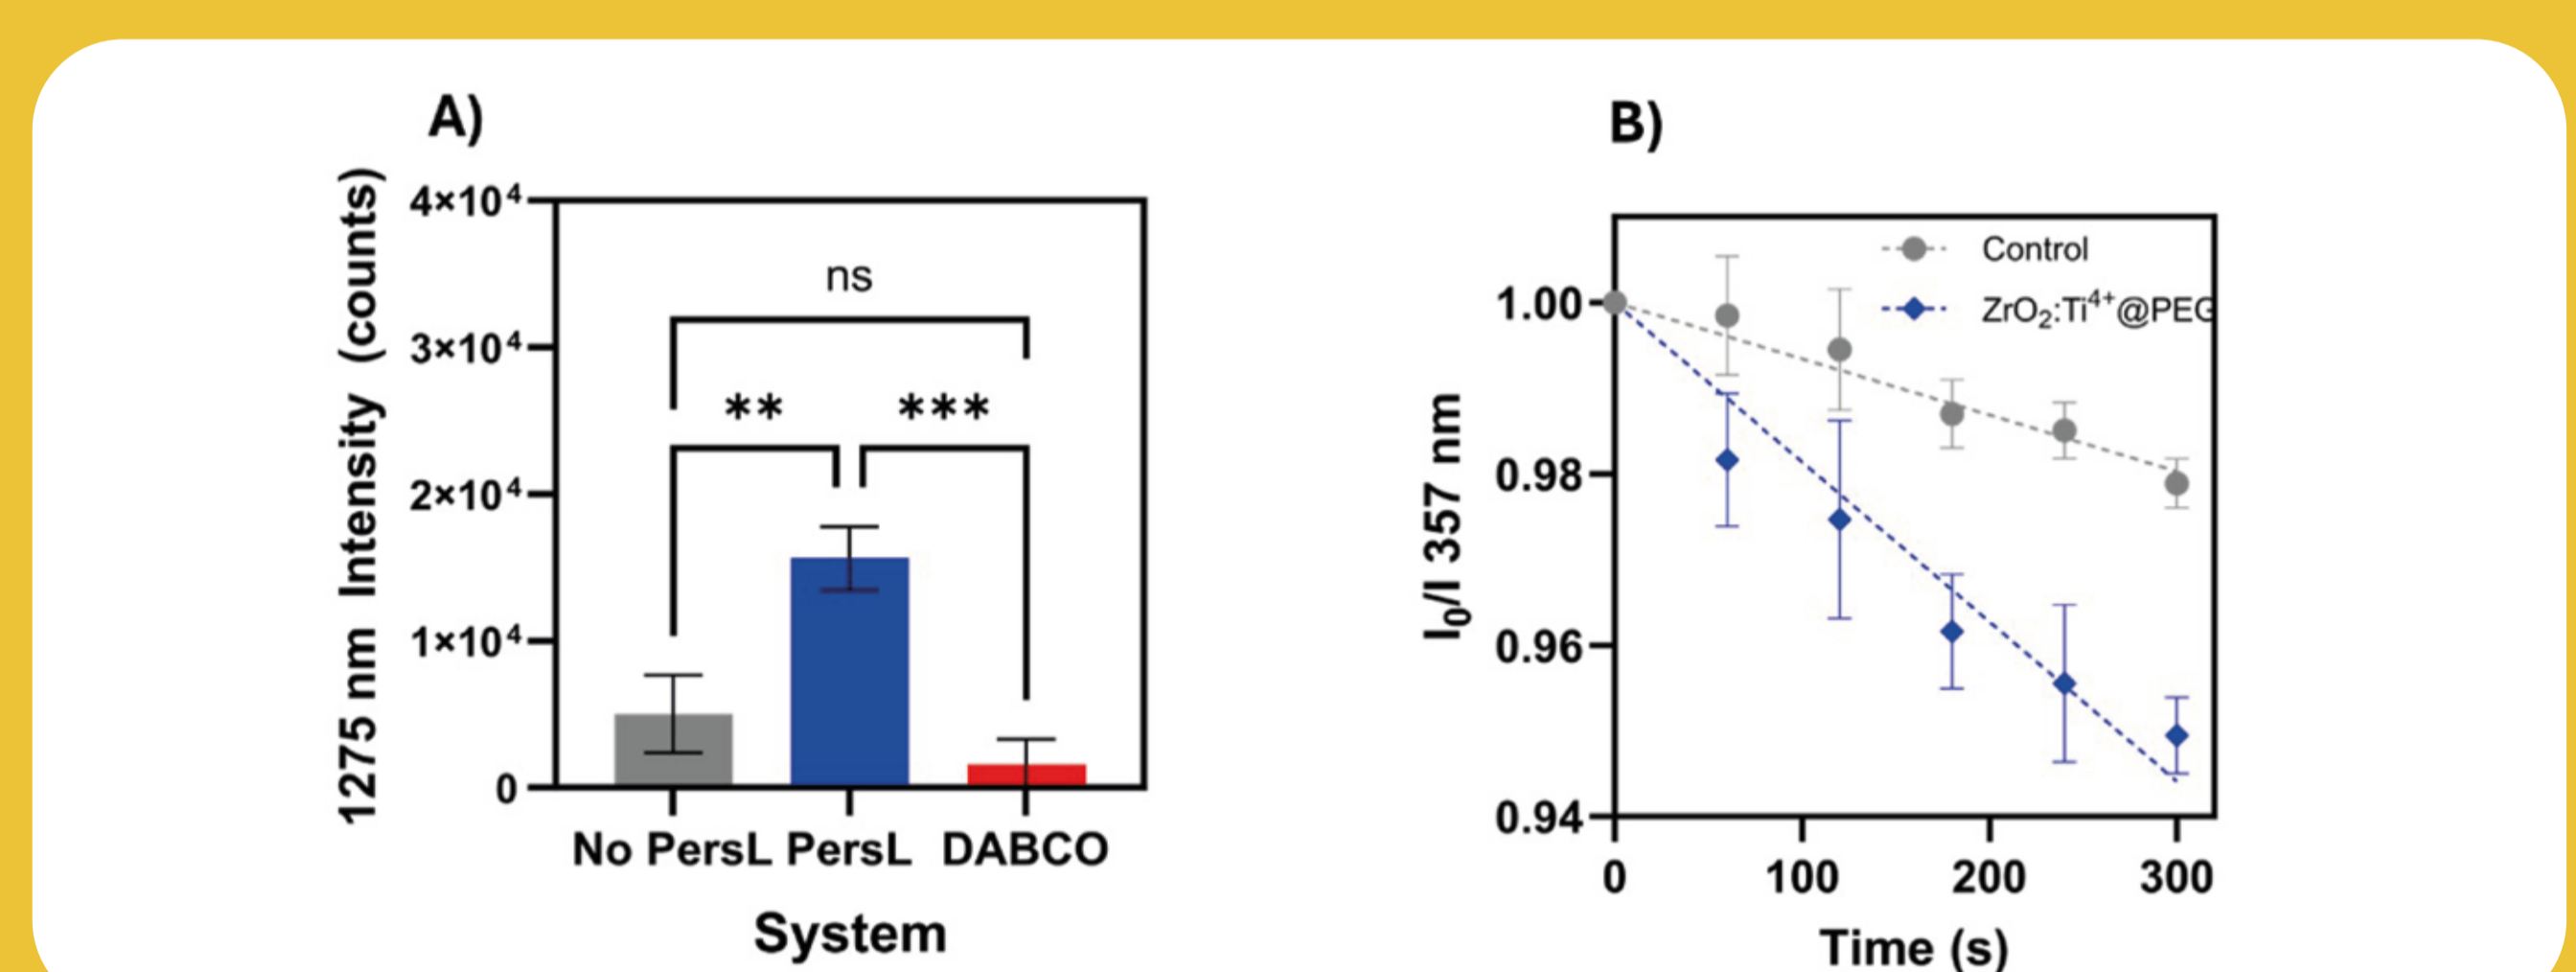 A)
1275 nm Intensity (counts)
4×10⁴
3×10⁴
2×10⁴
1×10⁴
0
ns
**
***
No PersL PersL DABCO
System
B)
I₀/I 357 nm
1.00
0.98
0.96
0.94
Control
ZrO₂:Ti⁴⁺@PEG
0 100 200 300
Time (s)